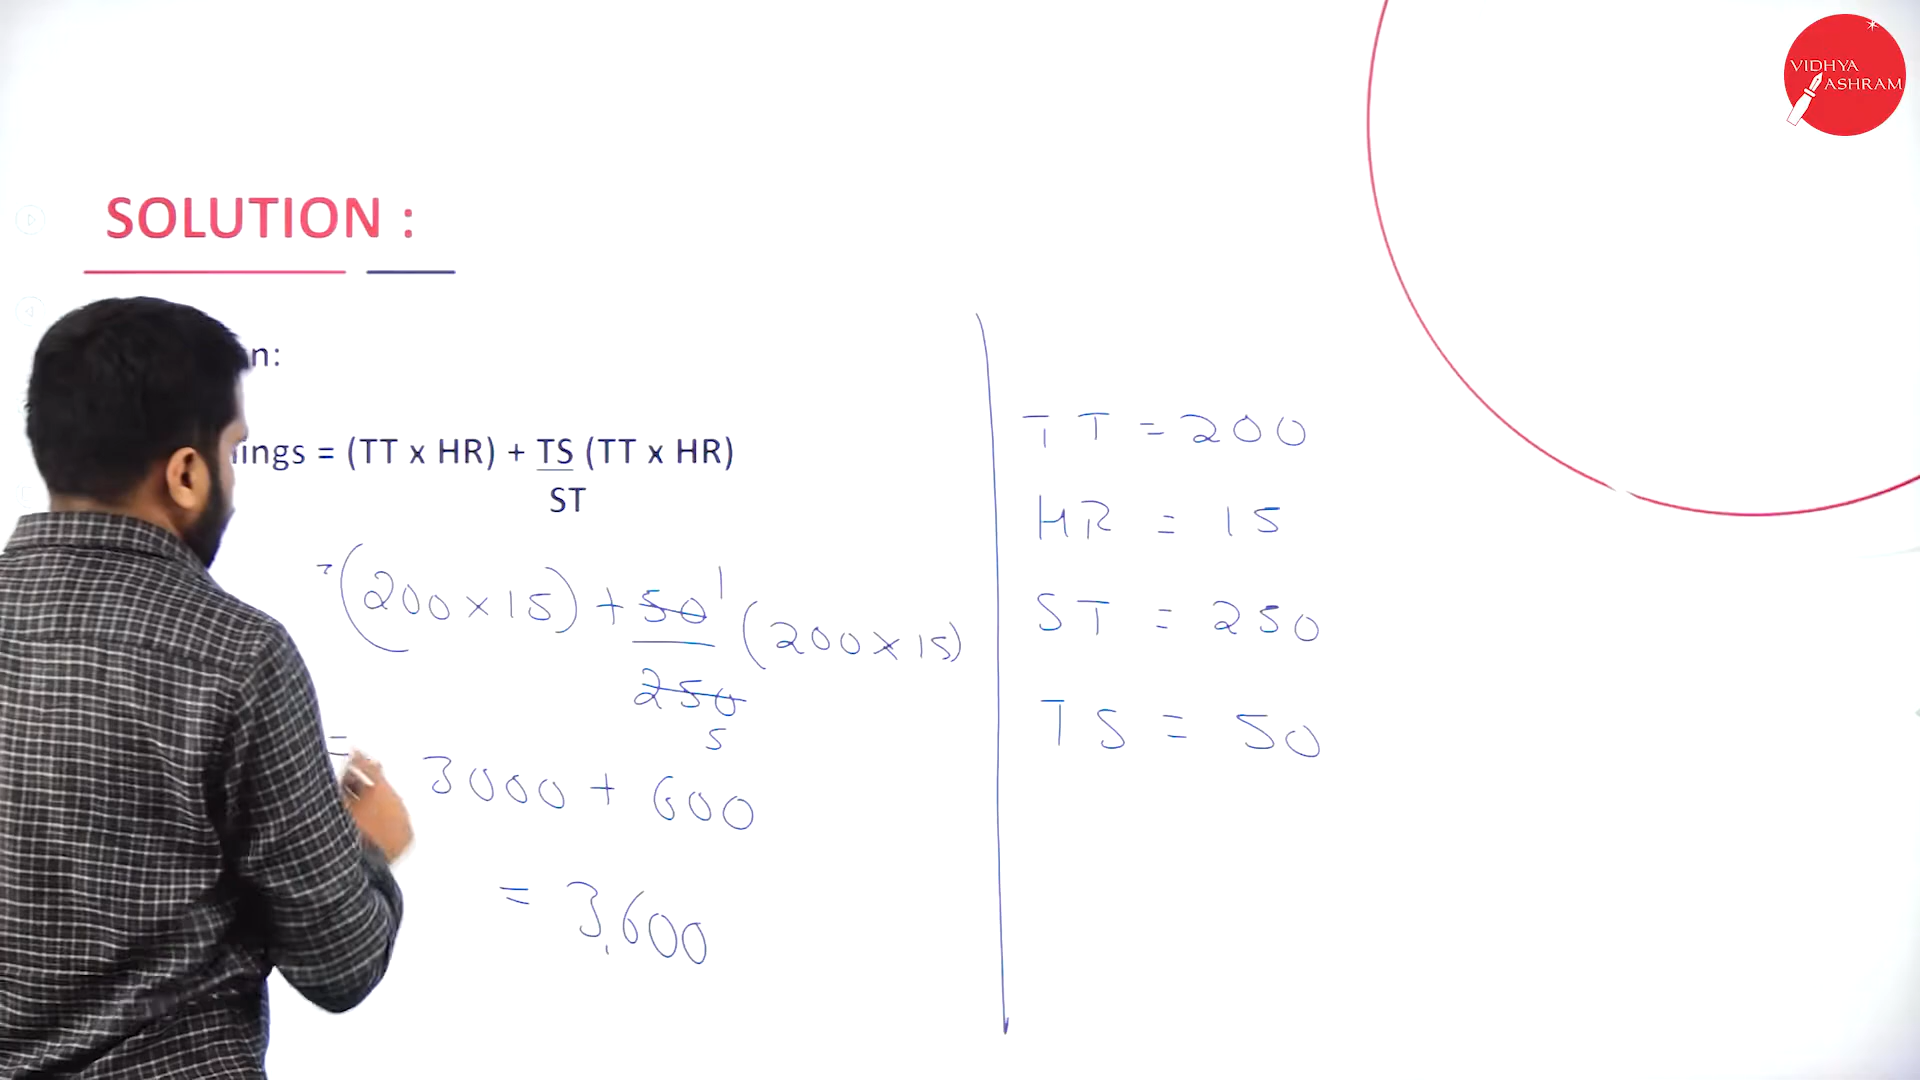 VIDHYA
ASHRAM
SOLUTION :
= (TT x HR) + TS (TT x HR)
ST
(200 × 15) + 50 1 (200 × 15)
250
5
= 3000 + 600
= 3,600
TT = 200
HR = 15
ST = 250
TS = 50